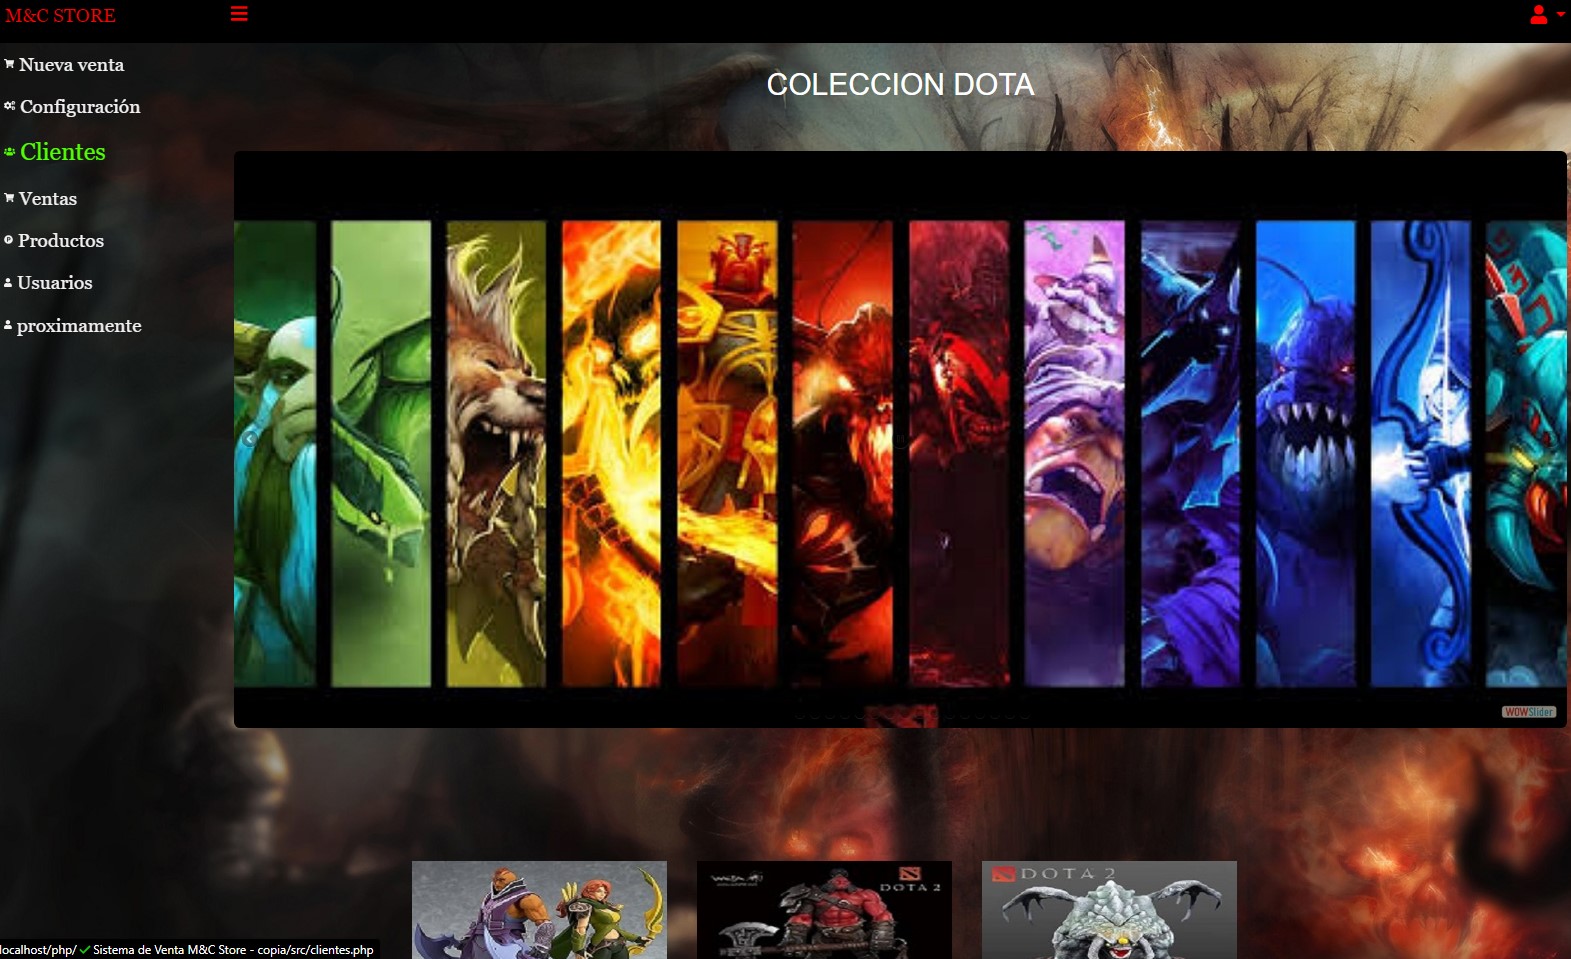 M&C STORE
Nueva venta
COLECCION DOTA
Configuración
Clientes
Ventas
Productos
Usuarios
proximamente
WOWSlider
DOTA 2
DOTA 2
localhost/php/ Sistema de Venta M&C Store - copia/src/clientes.php